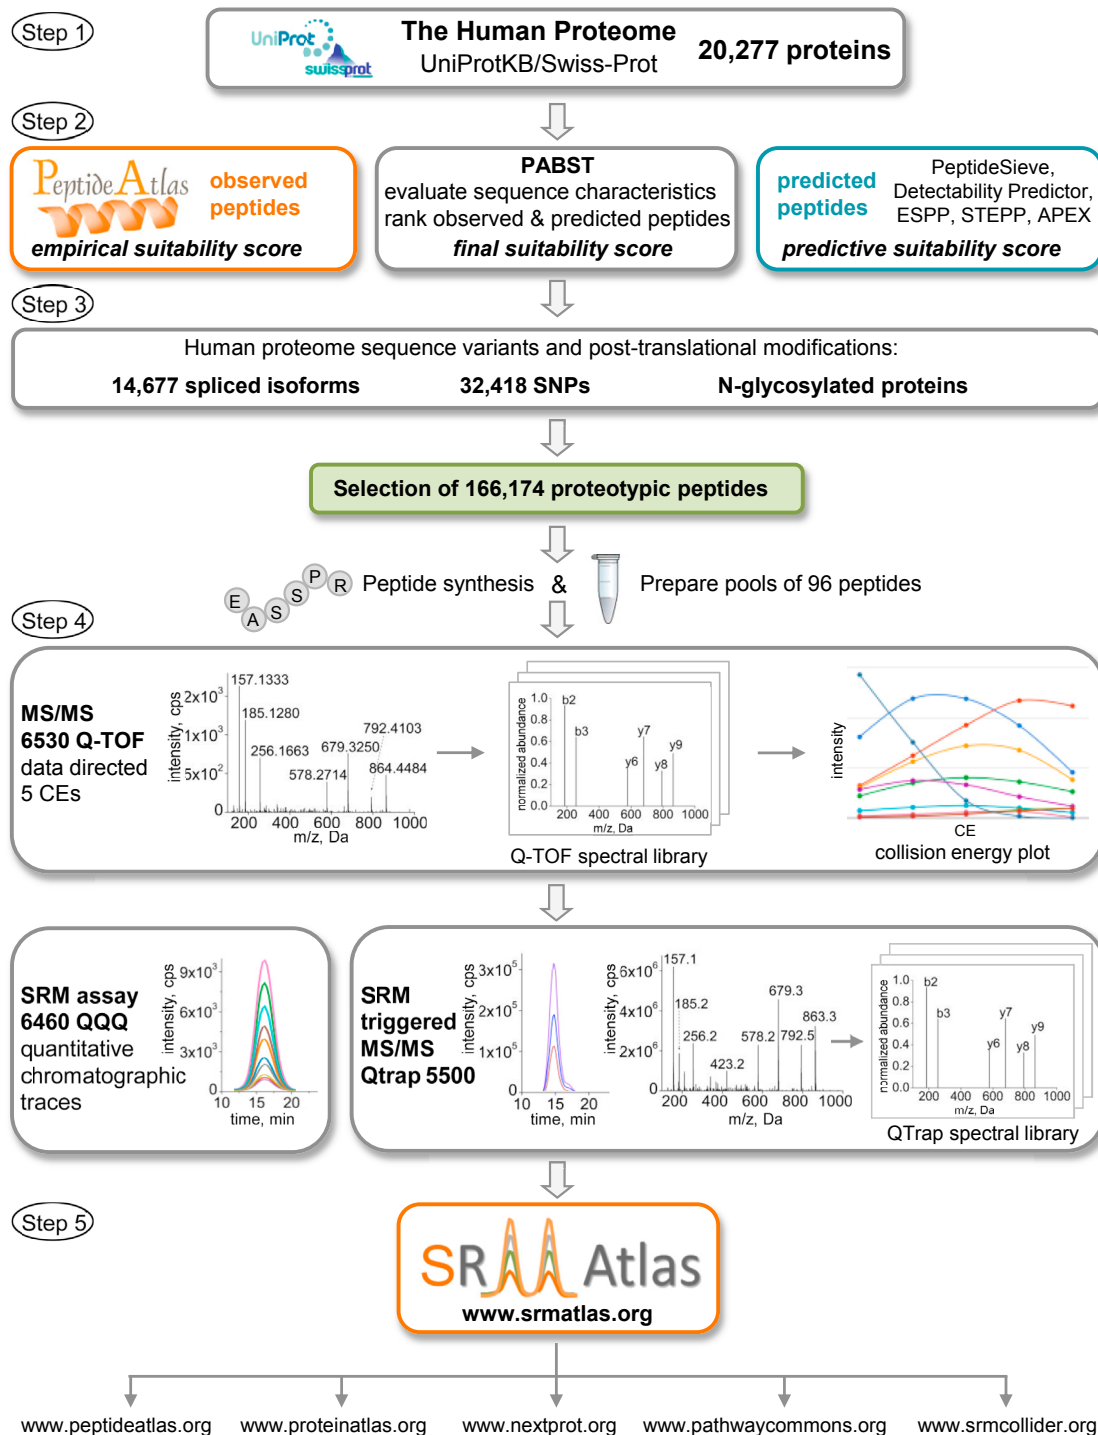 Step 1
UniProt
swissprot
The Human Proteome
UniProtKB/Swiss-Prot
20,277 proteins
Step 2
PeptideAtlas
observed
peptides
empirical suitability score
PABST
evaluate sequence characteristics
rank observed & predicted peptides
final suitability score
predicted
peptides
PeptideSieve,
Detectability Predictor,
ESPP, STEPP, APEX
predictive suitability score
Step 3
Human proteome sequence variants and post-translational modifications:
14,677 spliced isoforms
32,418 SNPs
N-glycosylated proteins
Selection of 166,174 proteotypic peptides
E A S S P R
Peptide synthesis & Prepare pools of 96 peptides
Step 4
MS/MS
6530 Q-TOF
data directed
5 CEs
intensity, cps
2x10³
1x10³
5x10²
0
157.1333
185.1280
256.1663
578.2714
679.3250
792.4103
864.4484
200 400 600 800 1000
m/z, Da
normalized abundance
1.0
0.8
0.6
0.4
0.2
0.0
b2
b3
y6
y7
y8
y9
200 400 600 800 1000
m/z, Da
Q-TOF spectral library
intensity
CE
collision energy plot
SRM assay
6460 QQQ
quantitative
chromatographic
traces
intensity, cps
9x10³
6x10³
3x10³
0
10 15 20
time, min
SRM
triggered
MS/MS
Qtrap 5500
intensity, cps
3x10⁵
2x10⁵
1x10⁵
0
10 15 20
time, min
intensity, cps
6x10⁶
4x10⁶
2x10⁶
0
157.1
185.2
256.2
423.2
578.2
679.3
792.5
863.3
200 400 600 800 1000
m/z, Da
normalized abundance
1.0
0.8
0.6
0.4
0.2
0.0
b2
b3
y6
y7
y8
y9
200 400 600 800 1000
m/z, Da
QTrap spectral library
Step 5
SRM Atlas
www.srmatlas.org
www.peptideatlas.org
www.proteinatlas.org
www.nextprot.org
www.pathwaycommons.org
www.srmcollider.org